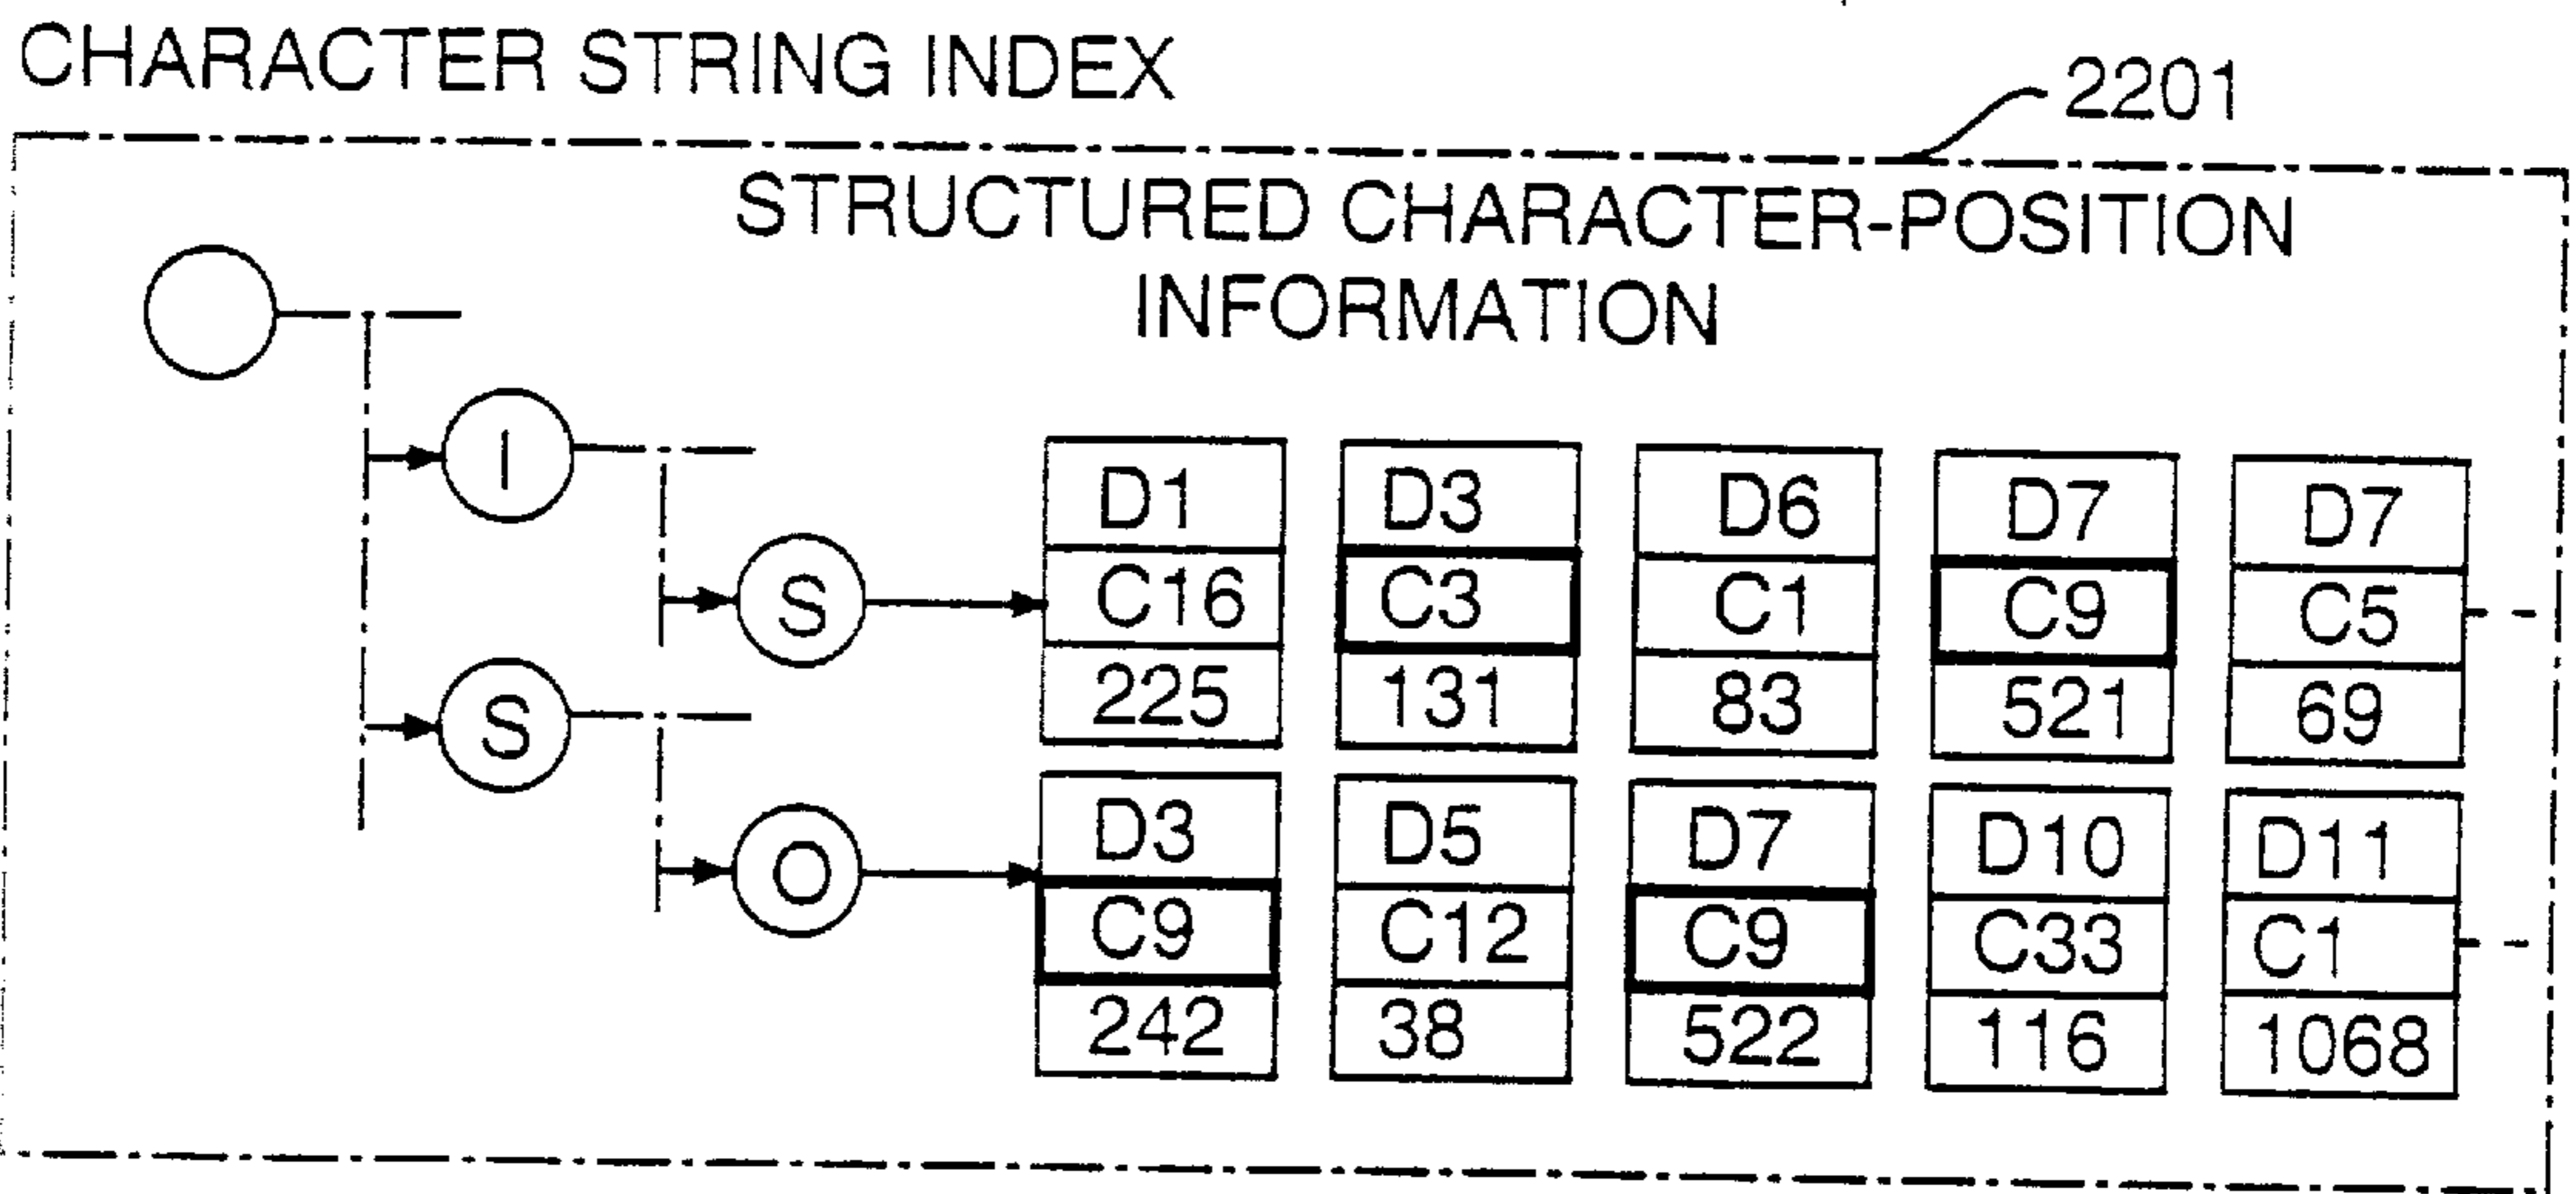 CHARACTER STRING INDEX
2201
STRUCTURED CHARACTER-POSITION
INFORMATION
I
S
D1 D3 D6 D7 D7
C16 C3 C1 C9 C5
225 131 83 521 69
S
O
D3 D5 D7 D10 D11
C9 C12 C9 C33 C1
242 38 522 116 1068